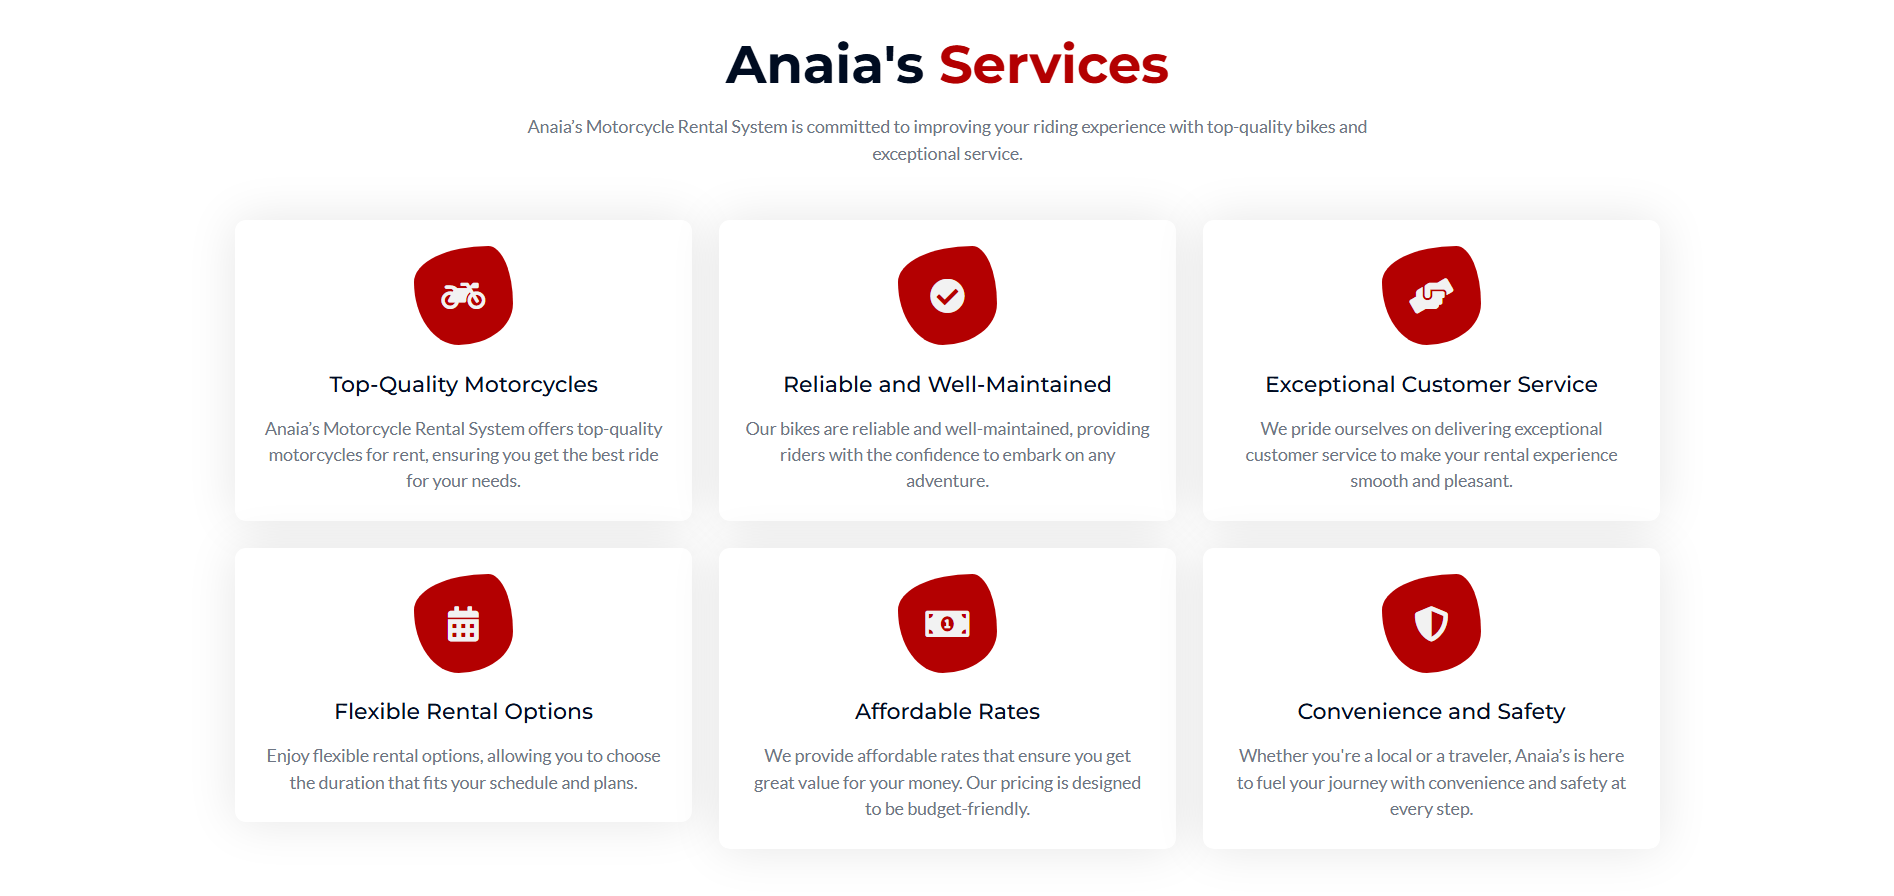 Anaia's Services
Anaia’s Motorcycle Rental System is committed to improving your riding experience with top-quality bikes and
exceptional service.
Top-Quality Motorcycles
Anaia’s Motorcycle Rental System offers top-quality
motorcycles for rent, ensuring you get the best ride
for your needs.
Reliable and Well-Maintained
Our bikes are reliable and well-maintained, providing
riders with the confidence to embark on any
adventure.
Exceptional Customer Service
We pride ourselves on delivering exceptional
customer service to make your rental experience
smooth and pleasant.
Flexible Rental Options
Enjoy flexible rental options, allowing you to choose
the duration that fits your schedule and plans.
1
Affordable Rates
We provide affordable rates that ensure you get
great value for your money. Our pricing is designed
to be budget-friendly.
Convenience and Safety
Whether you're a local or a traveler, Anaia’s is here
to fuel your journey with convenience and safety at
every step.